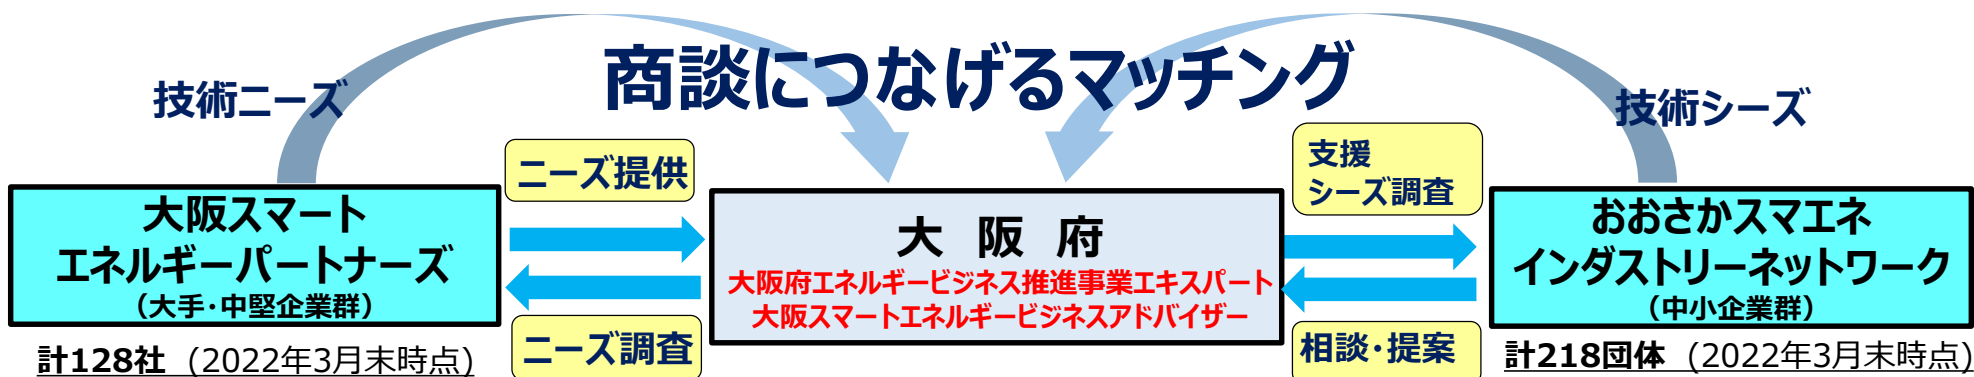 商談につなげるマッチング
技術ニーズ
技術シーズ
ニーズ提供
支援
シーズ調査
大阪スマート
エネルギーパートナーズ
（大手・中堅企業群）
大 阪 府
大阪府エネルギービジネス推進事業エキスパート
大阪スマートエネルギービジネスアドバイザー
おおさかスマエネ
インダストリーネットワーク
（中小企業群）
ニーズ調査
相談・提案
計128社 (2022年3月末時点)
計218団体 (2022年3月末時点)